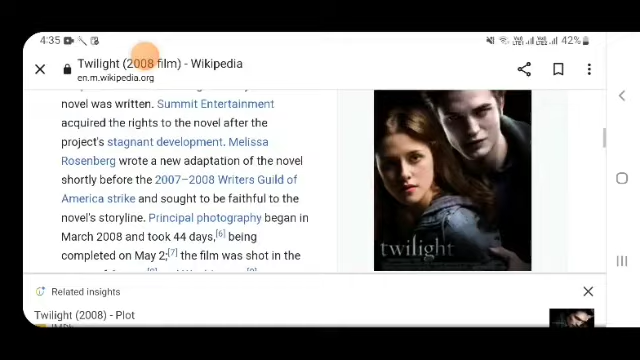 4:35 42%
Twilight (2008 film) - Wikipedia
en.m.wikipedia.org
novel was written. Summit Entertainment
acquired the rights to the novel after the
project's stagnant development. Melissa
Rosenberg wrote a new adaptation of the novel
shortly before the 2007–2008 Writers Guild of
America strike and sought to be faithful to the
novel's storyline. Principal photography began in
March 2008 and took 44 days,[6] being
completed on May 2;[7] the film was shot in the
twilight
Related insights
Twilight (2008) - Plot
IMDb